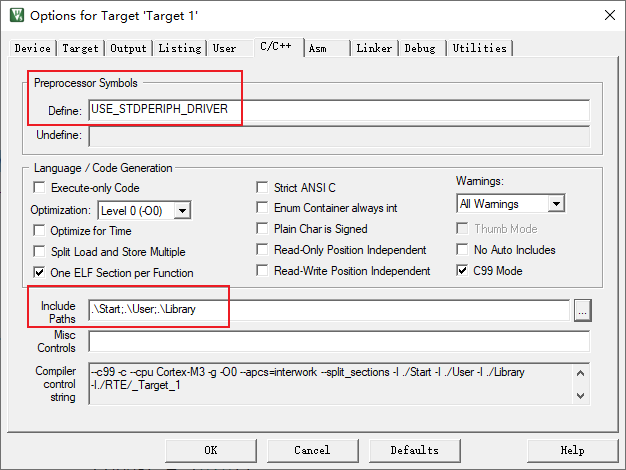 Options for Target 'Target 1'
Device Target Output Listing User C/C++ Asm Linker Debug Utilities
Preprocessor Symbols
Define: USE_STDPERIPH_DRIVER
Undefine:
Language / Code Generation
Execute-only Code
Strict ANSI C
Warnings:
Optimization: Level 0 (-O0)
Enum Container always int
All Warnings
Optimize for Time
Plain Char is Signed
Thumb Mode
Split Load and Store Multiple
Read-Only Position Independent
No Auto Includes
One ELF Section per Function
Read-Write Position Independent
C99 Mode
Include
Paths
.\Start;.\User;.\Library
...
Misc
Controls
Compiler
control
string
--c99 -c --cpu Cortex-M3 -g -O0 --apcs=interwork --split_sections -I ./Start -I ./User -I ./Library
-I./RTE/_Target_1
OK Cancel Defaults Help